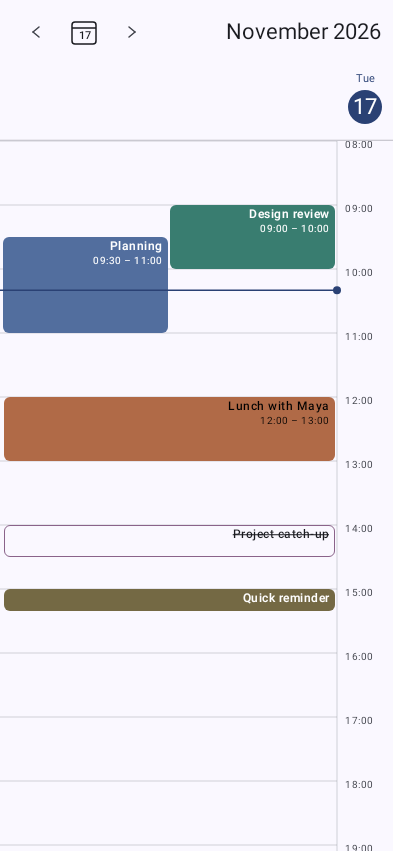 17
November 2026
Tue
17
08:00
09:00
Design review
09:00 – 10:00
Planning
09:30 – 11:00
10:00
11:00
12:00
Lunch with Maya
12:00 – 13:00
13:00
14:00
Project catch-up
15:00
Quick reminder
16:00
17:00
18:00
19:00